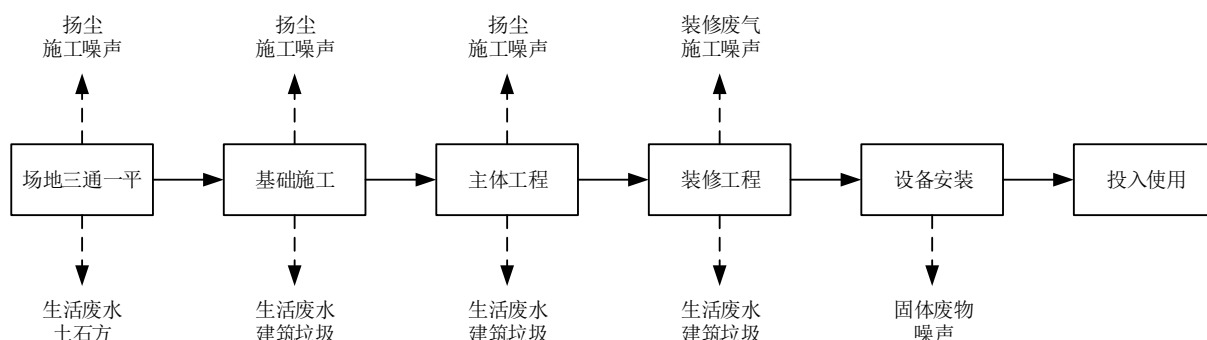 扬尘
施工噪声
扬尘
施工噪声
扬尘
施工噪声
装修废气
施工噪声
场地三通一平
基础施工
主体工程
装修工程
设备安装
投入使用
生活废水
土石方
生活废水
建筑垃圾
生活废水
建筑垃圾
生活废水
建筑垃圾
固体废物
噪声